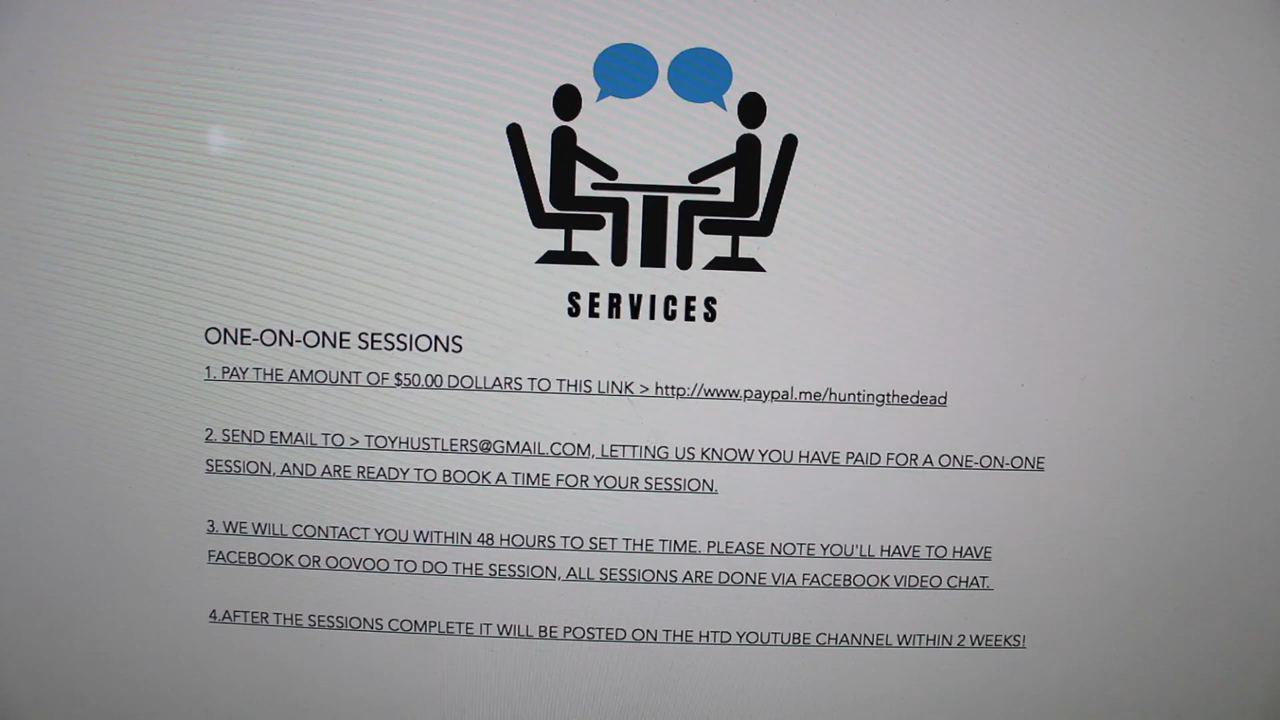 SERVICES
ONE-ON-ONE SESSIONS
1. PAY THE AMOUNT OF $50.00 DOLLARS TO THIS LINK > http://www.paypal.me/huntingthedead
2. SEND EMAIL TO > TOYHUSTLERS@GMAIL.COM, LETTING US KNOW YOU HAVE PAID FOR A ONE-ON-ONE
SESSION, AND ARE READY TO BOOK A TIME FOR YOUR SESSION.
3. WE WILL CONTACT YOU WITHIN 48 HOURS TO SET THE TIME. PLEASE NOTE YOU'LL HAVE TO HAVE
FACEBOOK OR OOVOO TO DO THE SESSION, ALL SESSIONS ARE DONE VIA FACEBOOK VIDEO CHAT.
4.AFTER THE SESSIONS COMPLETE IT WILL BE POSTED ON THE HTD YOUTUBE CHANNEL WITHIN 2 WEEKS!